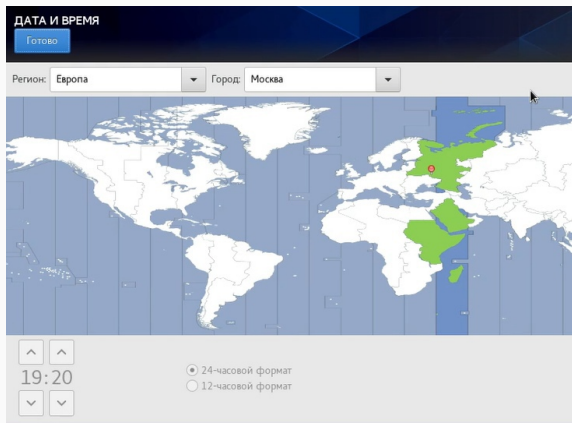 ДАТА И ВРЕМЯ
Готово
Регион: Европа Город: Москва
19:20
24-часовой формат
12-часовой формат